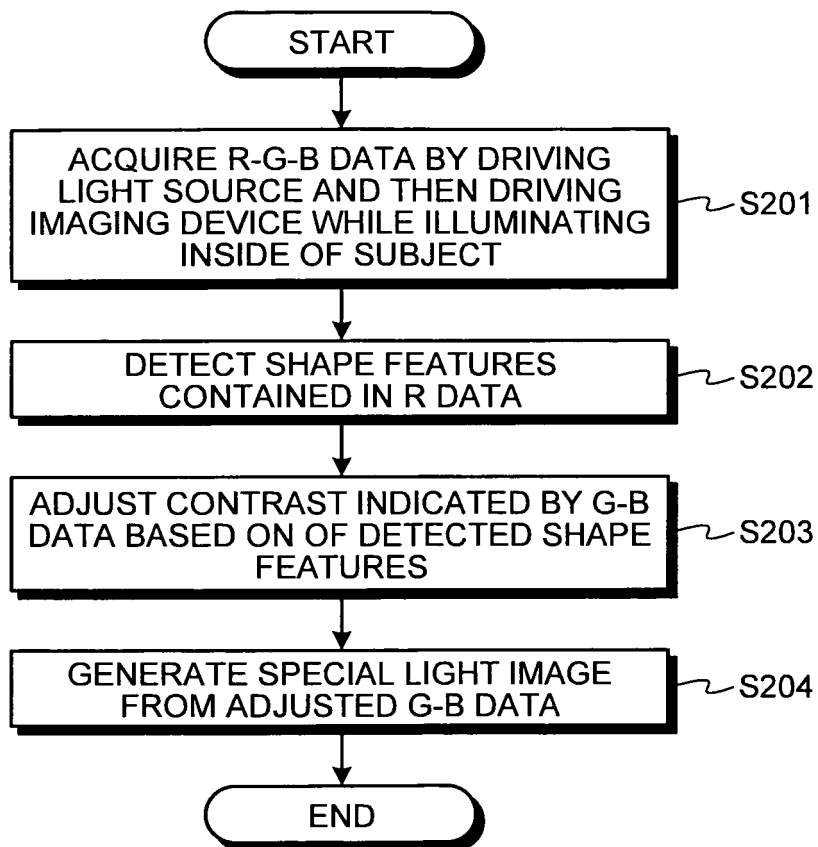 START
ACQUIRE R-G-B DATA BY DRIVING
LIGHT SOURCE AND THEN DRIVING
IMAGING DEVICE WHILE ILLUMINATING
INSIDE OF SUBJECT
S201
DETECT SHAPE FEATURES
CONTAINED IN R DATA
S202
ADJUST CONTRAST INDICATED BY G-B
DATA BASED ON OF DETECTED SHAPE
FEATURES
S203
GENERATE SPECIAL LIGHT IMAGE
FROM ADJUSTED G-B DATA
S204
END